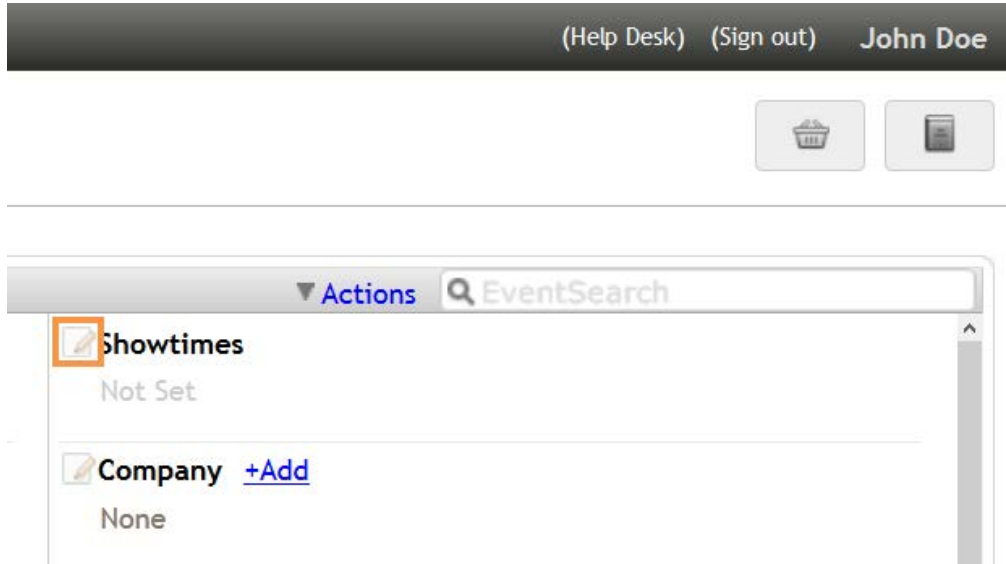 (Help Desk) (Sign out) John Doe
▼Actions EventSearch
Showtimes
Not Set
Company +Add
None